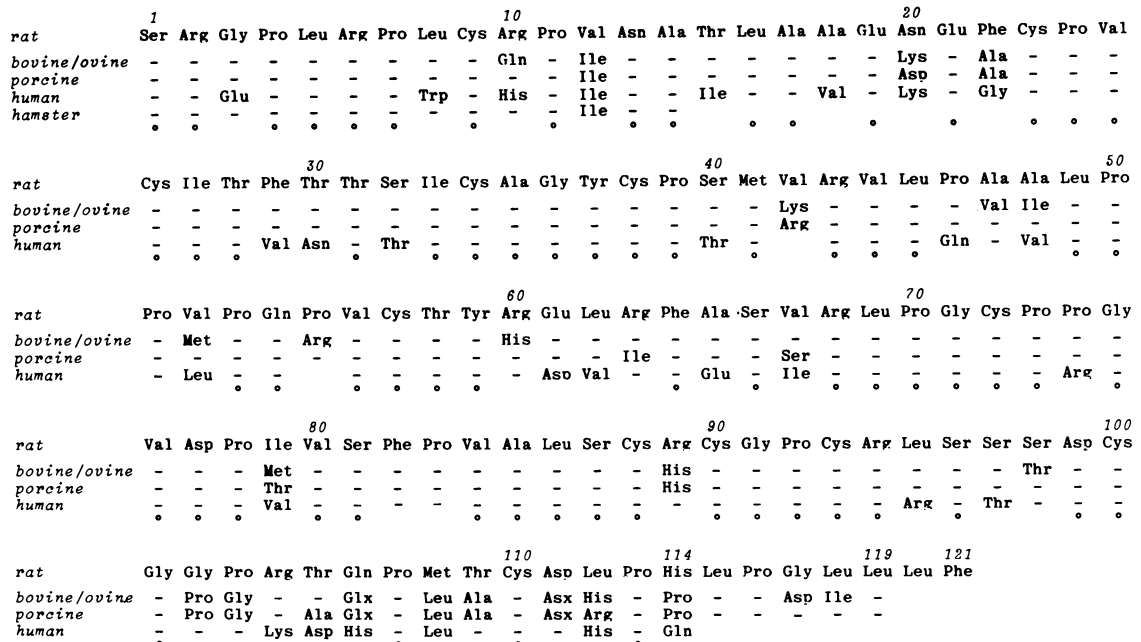 1 10 20
rat Ser Arg Gly Pro Leu Arg Pro Leu Cys Arg Pro Val Asn Ala Thr Leu Ala Ala Glu Asn Glu Phe Cys Pro Val
bovine/ovine - - - - - - - - - Gln - Ile - - - - - - - Lys - Ala - - -
porcine - - - - - - - - - - - Ile - - - - - - - Asp - Ala - - -
human - - Glu - - - - Trp - His - Ile - - Ile - - Val - Lys - Gly - - -
hamster - - - - - - - - - - - Ile - -
30 40 50
rat Cys Ile Thr Phe Thr Thr Ser Ile Cys Ala Gly Tyr Cys Pro Ser Met Val Arg Val Leu Pro Ala Ala Leu Pro
bovine/ovine - - - - - - - - - - - - - - - - Lys - - - - Val Ile - -
porcine - - - - - - - - - - - - - - - - Arg - - - - - - - -
human - - - Val Asn - Thr - - - - - - - Thr - - - - Gln - Val - -
60 70
rat Pro Val Pro Gln Pro Val Cys Thr Tyr Arg Glu Leu Arg Phe Ala Ser Val Arg Leu Pro Gly Cys Pro Pro Gly
bovine/ovine - Met - - Arg - - - - His - - - - - - - - - - - - - - -
porcine - - - - - - - - - - - - Ile - - - Ser - - - - - - - -
human - Leu - - - - - - - - Asp Val - - Glu - Ile - - - - - - Arg -
80 90 100
rat Val Asp Pro Ile Val Ser Phe Pro Val Ala Leu Ser Cys Arg Cys Gly Pro Cys Arg Leu Ser Ser Ser Asp Cys
bovine/ovine - - - Met - - - - - - - - - His - - - - - - - - Thr - -
porcine - - - Thr - - - - - - - - - His - - - - - - - - - - -
human - - - Val - - - - - - - - - - - - - - - Arg - Thr - - -
110 114 119 121
rat Gly Gly Pro Arg Thr Gln Pro Met Thr Cys Asp Leu Pro His Leu Pro Gly Leu Leu Leu Phe
bovine/ovine - Pro Gly - - Glx - Leu Ala - Asx His - Pro - - Asp Ile -
porcine - Pro Gly - Ala Glx - Leu Ala - Asx Arg - Pro - - - - -
human - - - Lys Asp His - Leu - - - His - Gln